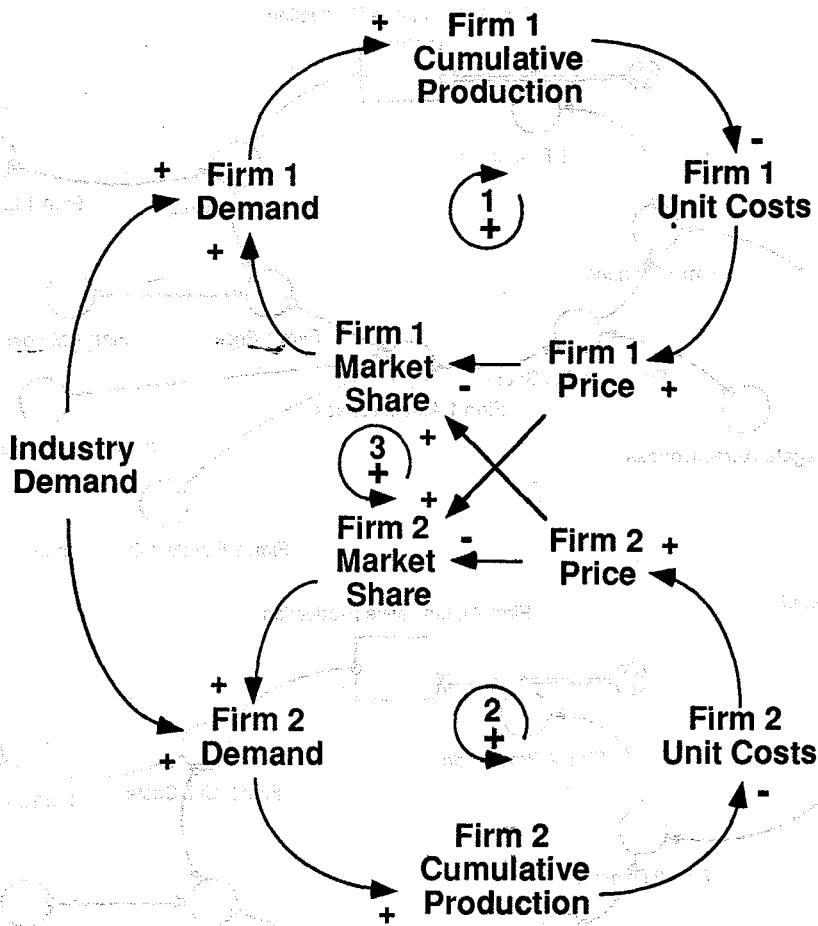 +
Firm 1
Cumulative
Production
-
+
Firm 1
Demand
+
1
+
Firm 1
Unit Costs
Firm 1
Market
Share
-
Firm 1
Price
+
+
Industry
Demand
3
+
+
Firm 2
Market
Share
-
Firm 2
Price
+
+
Firm 2
Demand
+
2
+
Firm 2
Unit Costs
-
Firm 2
Cumulative
Production
+